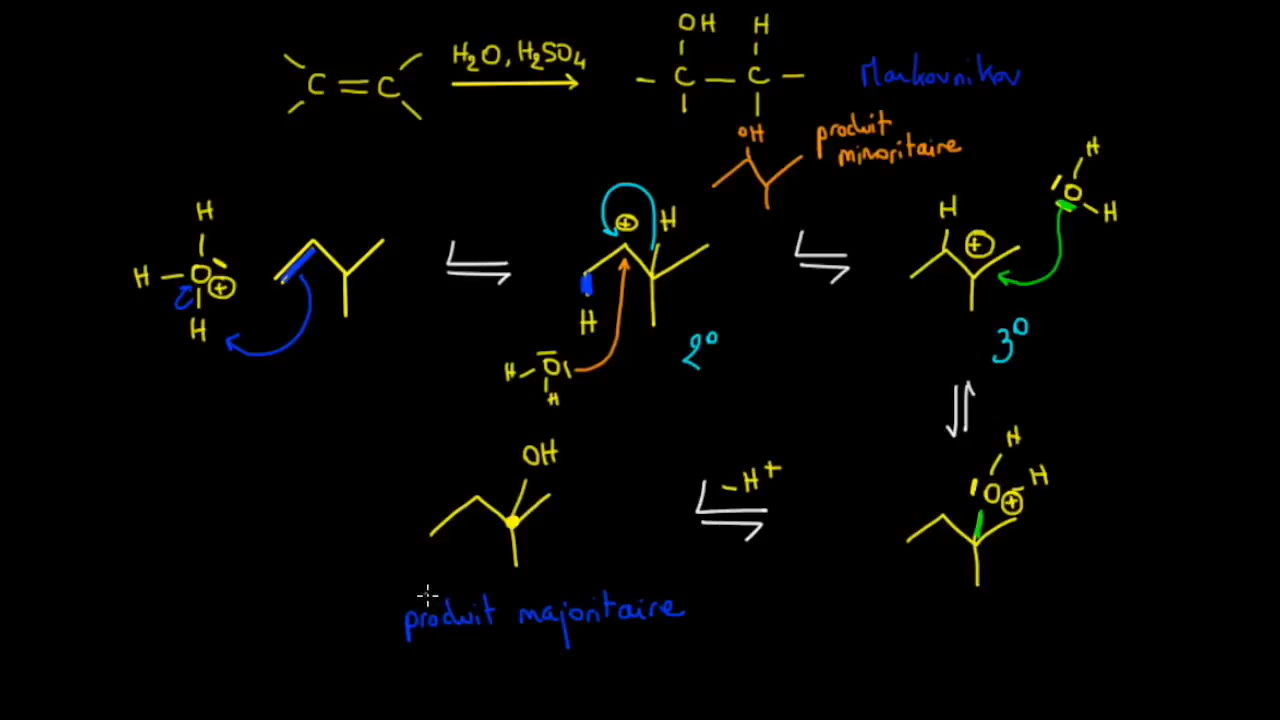 OH H
C = C H₂O, H₂SO₄ — C — C — Markovnikov
OH
produit
minoritaire
H
H — O ⊕
H
⊕ H
H
H O
H
2°
H ⊕
H
O
H
3°
H
O H
⊕
– H⁺
OH
produit majoritaire